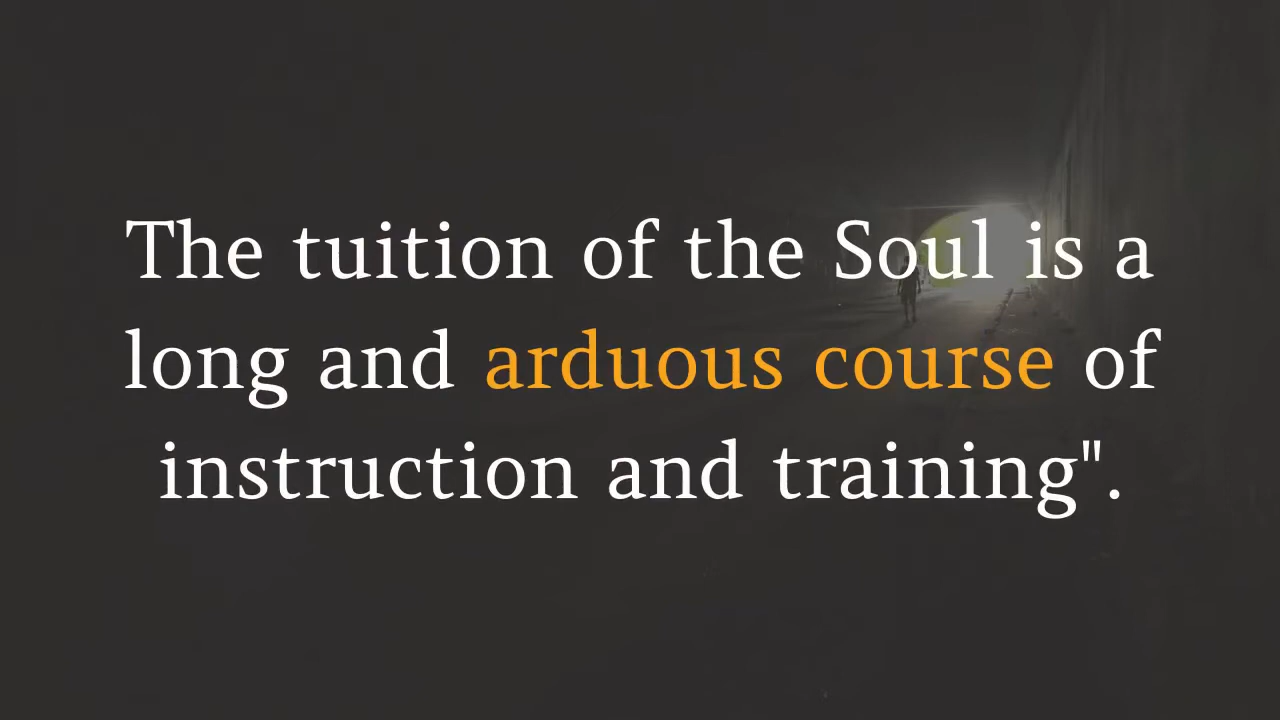 The tuition of the Soul is a
long and arduous course of
instruction and training".